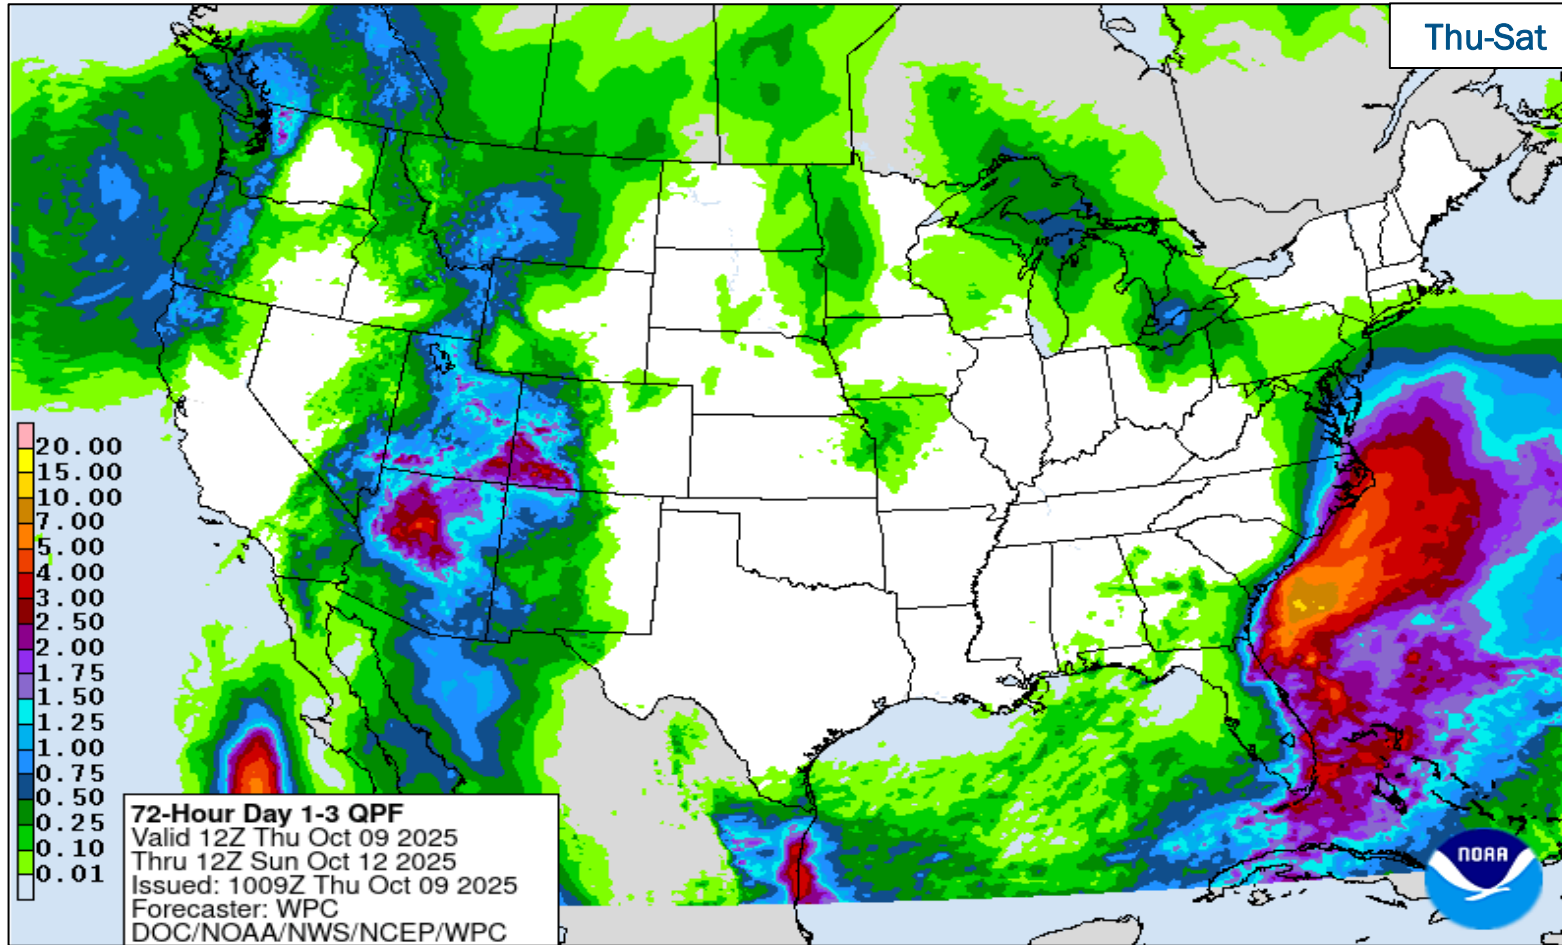 Thu-Sat
20.00
15.00
10.00
7.00
5.00
4.00
3.00
2.50
2.00
1.75
1.50
1.25
1.00
0.75
0.50
0.25
0.10
0.01
72-Hour Day 1-3 QPF
Valid 12Z Thu Oct 09 2025
Thru 12Z Sun Oct 12 2025
Issued: 1009Z Thu Oct 09 2025
Forecaster: WPC
DOC/NOAA/NWS/NCEP/WPC
NOAA